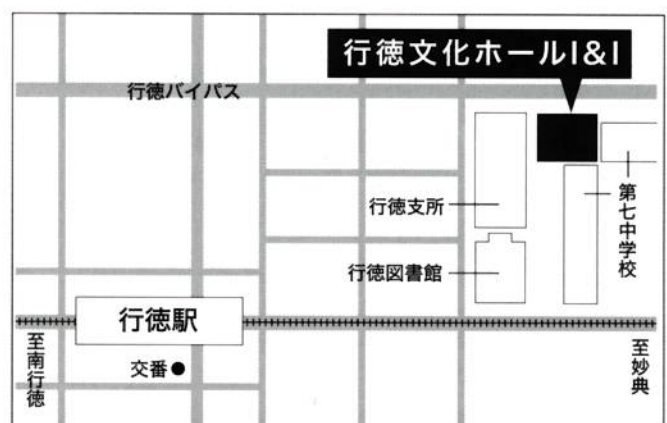 行徳文化ホールI&I
行徳バイパス
行徳支所
第七中学校
行徳図書館
行徳駅
至南行徳
交番
至妙典